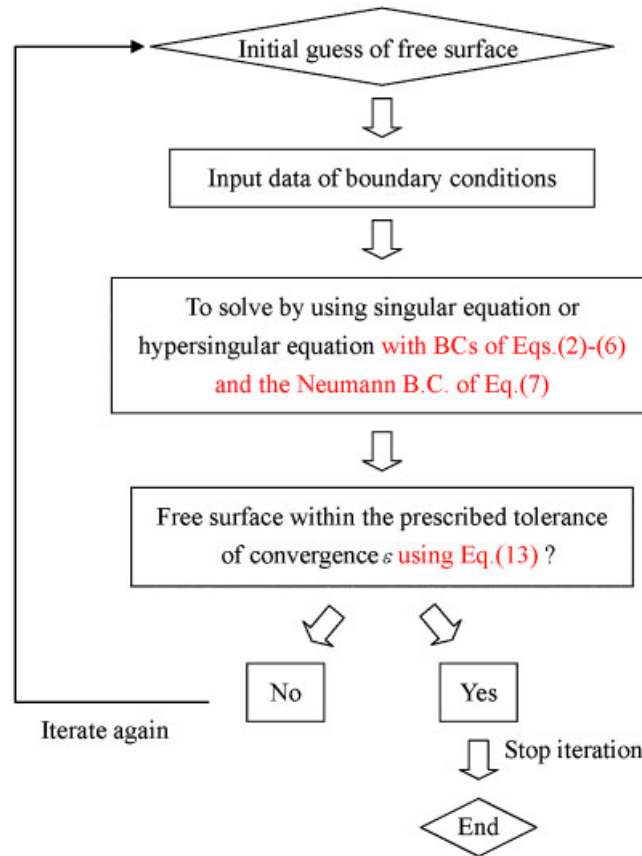 Initial guess of free surface
Input data of boundary conditions
To solve by using singular equation or
hypersingular equation with BCs of Eqs.(2)-(6)
and the Neumann B.C. of Eq.(7)
Free surface within the prescribed tolerance
of convergence ε using Eq.(13) ?
No
Yes
Iterate again
Stop iteration
End